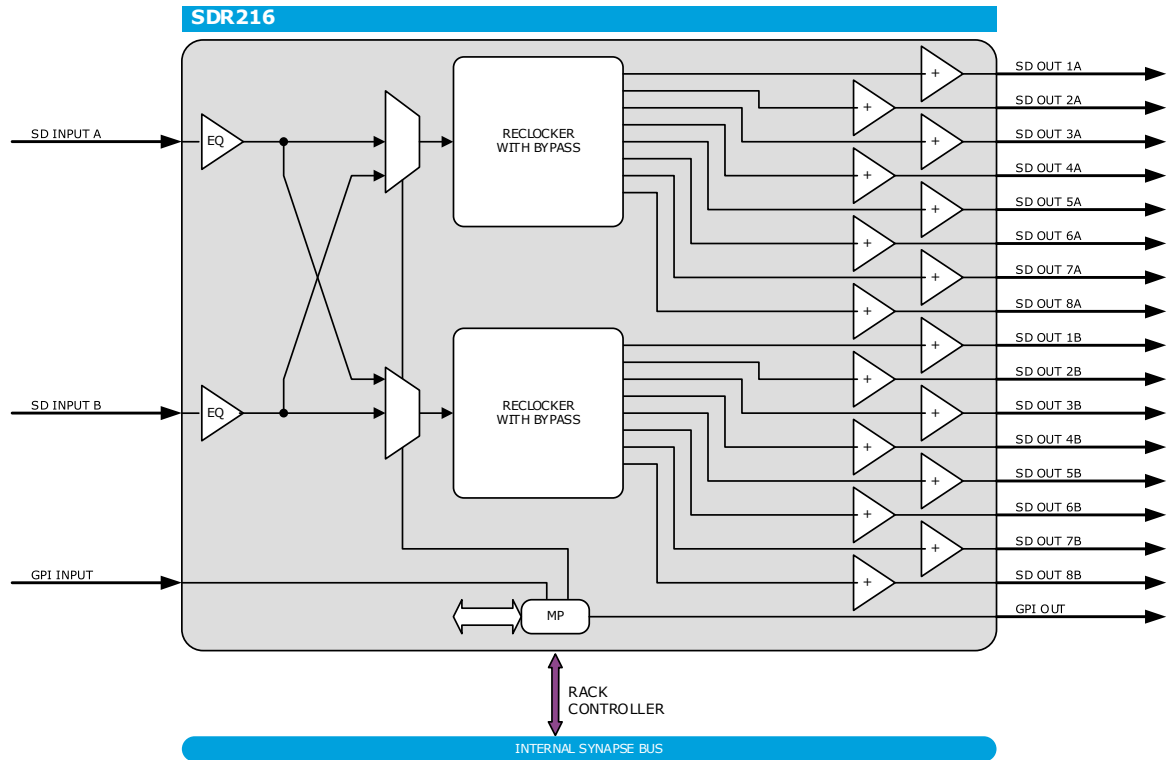 SDR216
SD INPUT A
EQ
RECLOCKER
WITH BYPASS
+
SD OUT 1A
+
SD OUT 2A
+
SD OUT 3A
+
SD OUT 4A
+
SD OUT 5A
+
SD OUT 6A
+
SD OUT 7A
+
SD OUT 8A
SD INPUT B
EQ
RECLOCKER
WITH BYPASS
+
SD OUT 1B
+
SD OUT 2B
+
SD OUT 3B
+
SD OUT 4B
+
SD OUT 5B
+
SD OUT 6B
+
SD OUT 7B
+
SD OUT 8B
GPI INPUT
MP
GPI OUT
RACK
CONTROLLER
INTERNAL SYNAPSE BUS